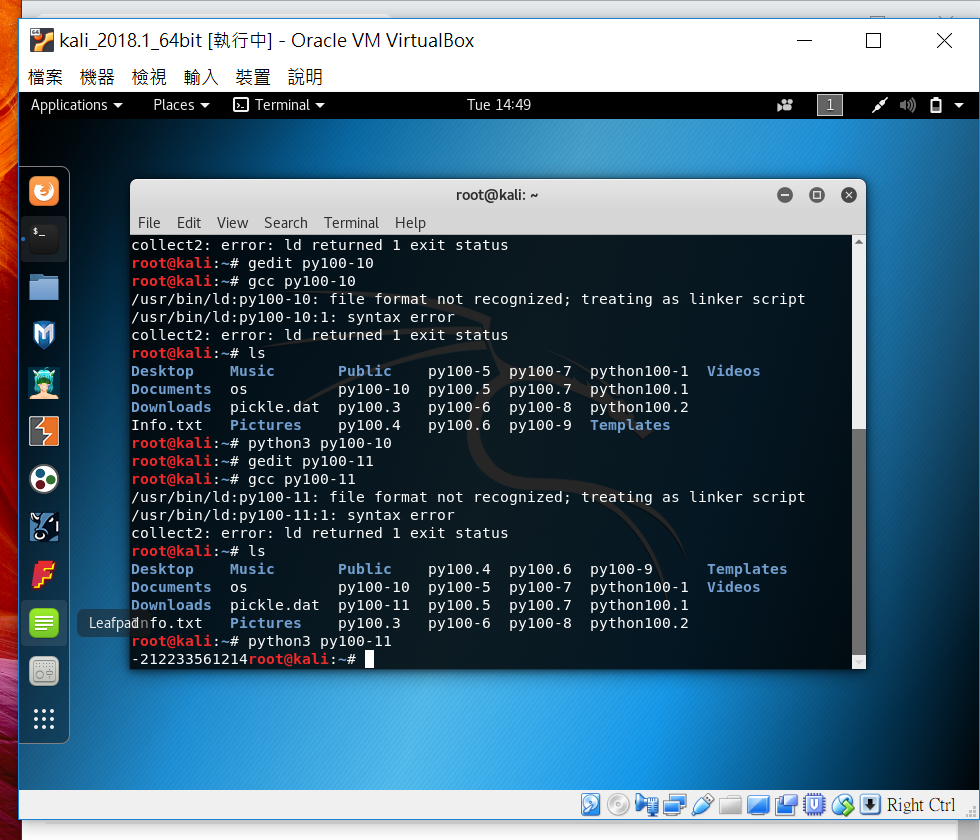 kali_2018.1_64bit [執行中] - Oracle VM VirtualBox
檔案 機器 檢視 輸入 裝置 說明
Applications Places Terminal Tue 14:49 1
root@kali: ~
File Edit View Search Terminal Help
collect2: error: ld returned 1 exit status
root@kali:~# gedit py100-10
root@kali:~# gcc py100-10
/usr/bin/ld:py100-10: file format not recognized; treating as linker script
/usr/bin/ld:py100-10:1: syntax error
collect2: error: ld returned 1 exit status
root@kali:~# ls
Desktop Music Public py100-5 py100-7 python100-1 Videos
Documents os py100-10 py100.5 py100.7 python100.1
Downloads pickle.dat py100.3 py100-6 py100-8 python100.2
Info.txt Pictures py100.4 py100.6 py100-9 Templates
root@kali:~# python3 py100-10
root@kali:~# gedit py100-11
root@kali:~# gcc py100-11
/usr/bin/ld:py100-11: file format not recognized; treating as linker script
/usr/bin/ld:py100-11:1: syntax error
collect2: error: ld returned 1 exit status
root@kali:~# ls
Desktop Music Public py100.4 py100.6 py100-9 Templates
Documents os py100-10 py100-5 py100-7 python100-1 Videos
Downloads pickle.dat py100-11 py100.5 py100.7 python100.1
Info.txt Pictures py100.3 py100-6 py100-8 python100.2
Leafpad
root@kali:~# python3 py100-11
-212233561214root@kali:~#
Right Ctrl